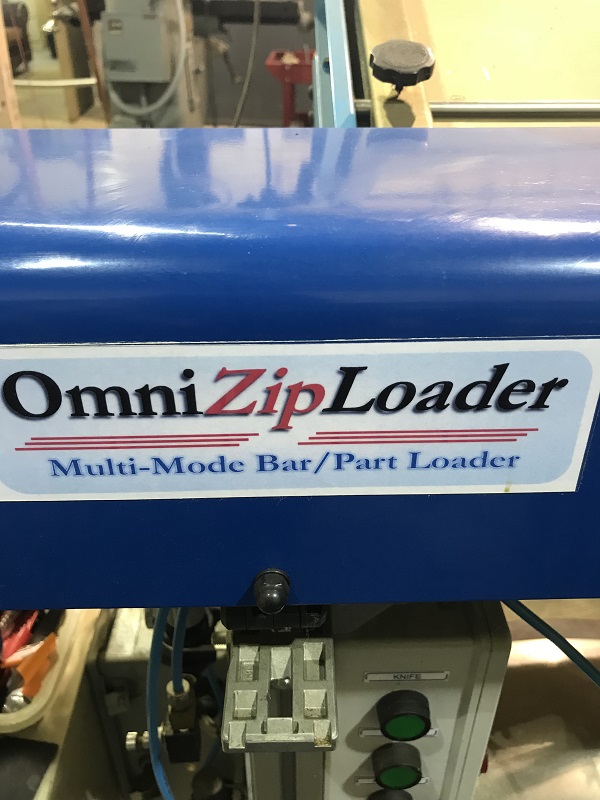 OmniZipLoader
Multi-Mode Bar/Part Loader
KNIFE